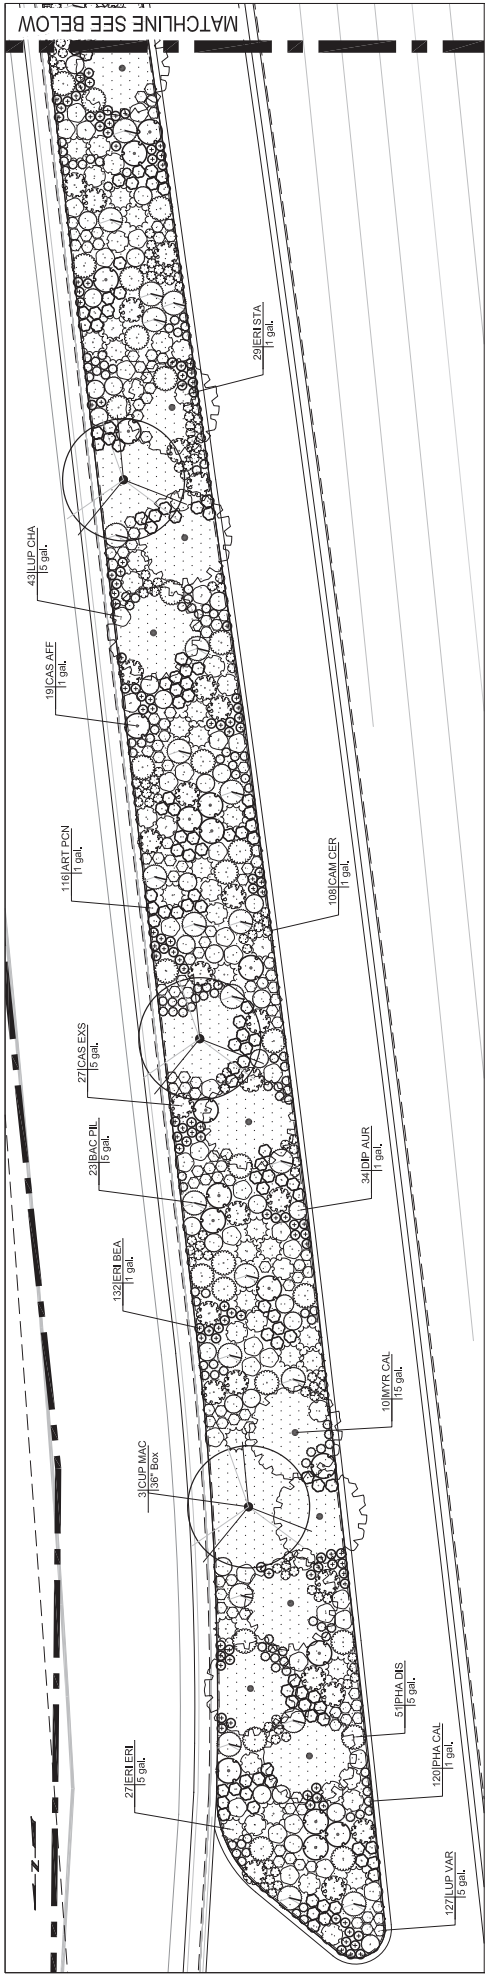 MATCHLINE SEE BELOW
29 ERI STA
1 gal.
43 LUP CHA
5 gal.
19 CAS AFF
1 gal.
116 ART PCN
1 gal.
108 CAM CER
1 gal.
27 CAS EXS
5 gal.
23 BAC PIL
5 gal.
34 DIP AUR
1 gal.
132 ERI BEA
1 gal.
10 MYR CAL
15 gal.
3 CUP MAC
36" Box
51 PHA DIS
5 gal.
27 ERI ERI
5 gal.
120 PHA CAL
1 gal.
127 LUP VAR
5 gal.
N